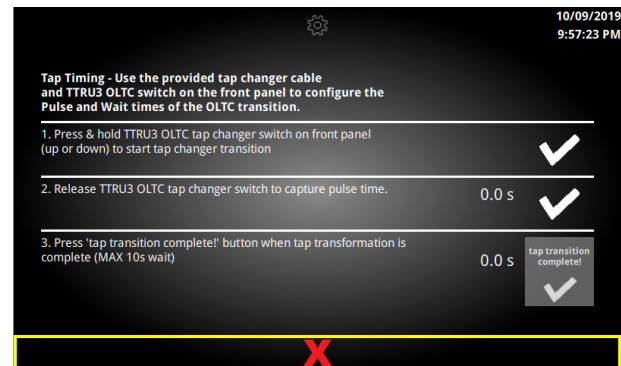 10/09/2019
9:57:23 PM
Tap Timing - Use the provided tap changer cable
and TTRU3 OLTC switch on the front panel to configure the
Pulse and Wait times of the OLTC transition.
1. Press & hold TTRU3 OLTC tap changer switch on front panel
(up or down) to start tap changer transition
2. Release TTRU3 OLTC tap changer switch to capture pulse time.
0.0 s
3. Press 'tap transition complete!' button when tap transformation is
complete (MAX 10s wait)
0.0 s
tap transition
complete!
X